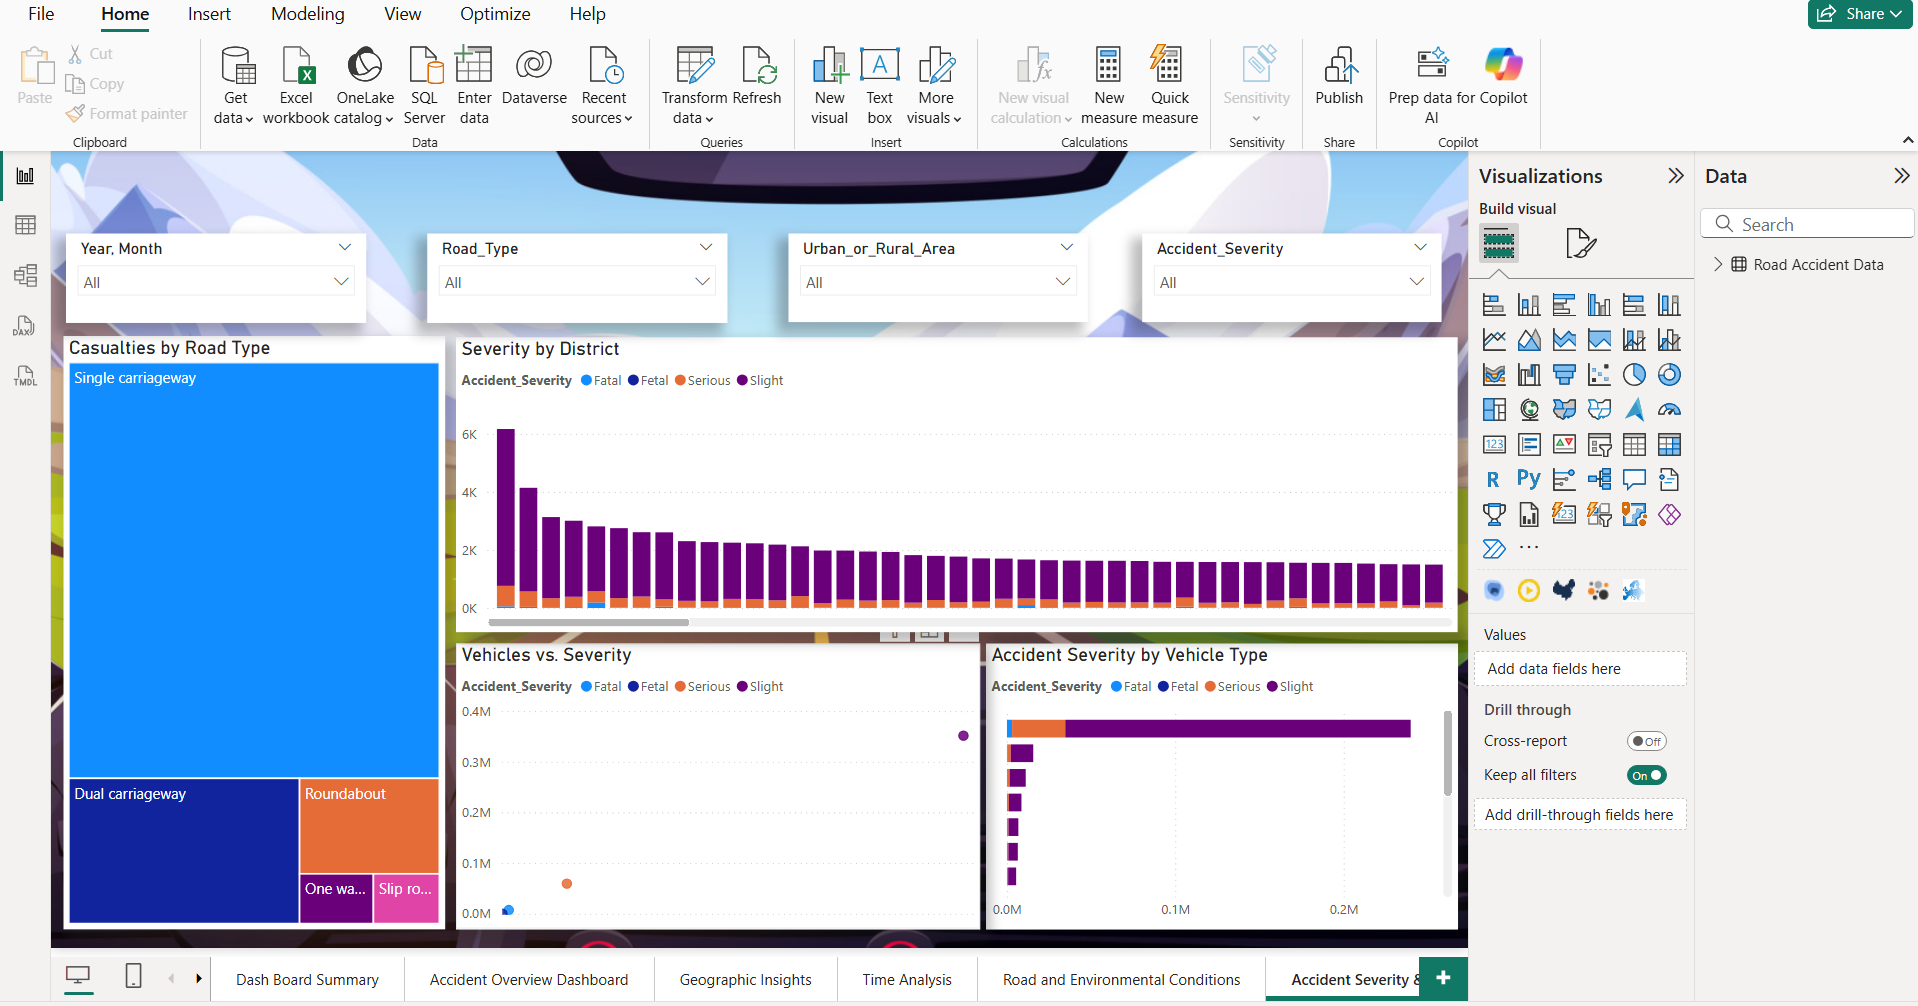 File Home Insert Modeling View Optimize Help
Share
Paste
Cut
Copy
Format painter
Clipboard
Get data
Excel workbook
OneLake catalog
SQL Server
Enter data
Dataverse
Recent sources
Data
Transform data
Refresh
Queries
New visual
Text box
More visuals
Insert
New visual calculation
New measure
Quick measure
Calculations
Sensitivity
Sensitivity
Publish
Share
Prep data for AI
Copilot
Copilot
DAX
TMDL
Year, Month
All
Road_Type
All
Urban_or_Rural_Area
All
Accident_Severity
All
Casualties by Road Type
Single carriageway
Dual carriageway
Roundabout
One wa...
Slip ro...
Severity by District
Accident_Severity Fatal Fetal Serious Slight
6K
4K
2K
0K
Vehicles vs. Severity
Accident_Severity Fatal Fetal Serious Slight
0.4M
0.3M
0.2M
0.1M
0.0M
Accident Severity by Vehicle Type
Accident_Severity Fatal Fetal Serious Slight
0.0M 0.1M 0.2M
Visualizations
Build visual
123
R
Py
123
Values
Add data fields here
Drill through
Cross-report
Off
Keep all filters
On
Add drill-through fields here
Data
Search
Road Accident Data
Dash Board Summary
Accident Overview Dashboard
Geographic Insights
Time Analysis
Road and Environmental Conditions
Accident Severity &